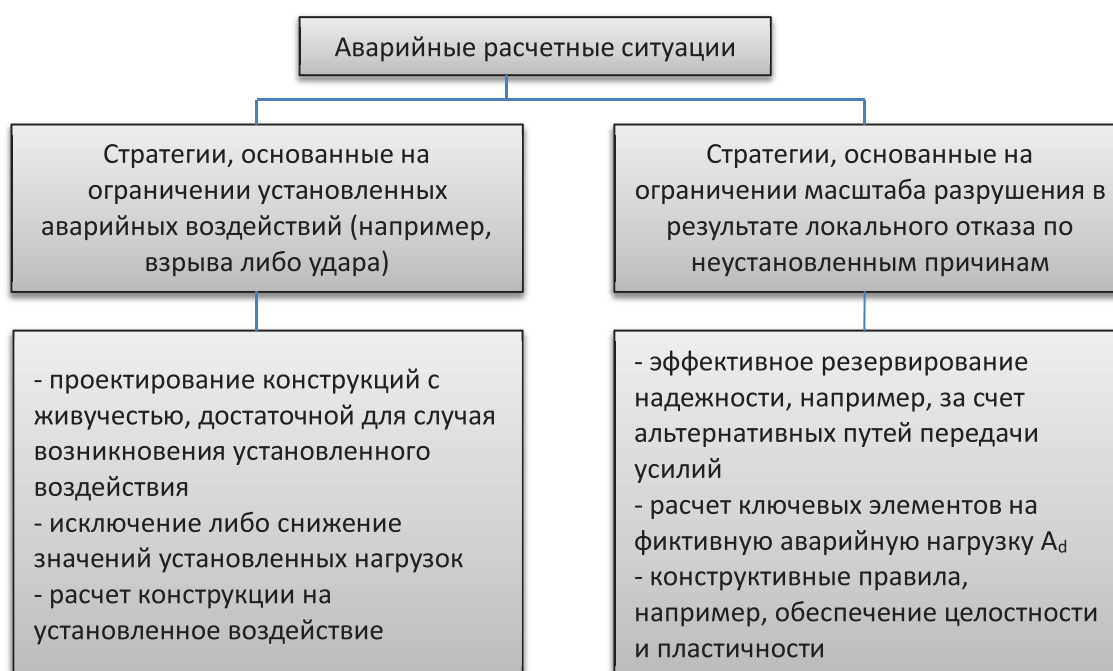 Аварийные расчетные ситуации
Стратегии, основанные на
ограничении установленных
аварийных воздействий (например,
взрыва либо удара)
Стратегии, основанные на
ограничении масштаба разрушения в
результате локального отказа по
неустановленным причинам
- проектирование конструкций с
живучестью, достаточной для случая
возникновения установленного
воздействия
- исключение либо снижение
значений установленных нагрузок
- расчет конструкции на
установленное воздействие
- эффективное резервирование
надежности, например, за счет
альтернативных путей передачи
усилий
- расчет ключевых элементов на
фиктивную аварийную нагрузку Ad
- конструктивные правила,
например, обеспечение целостности
и пластичности